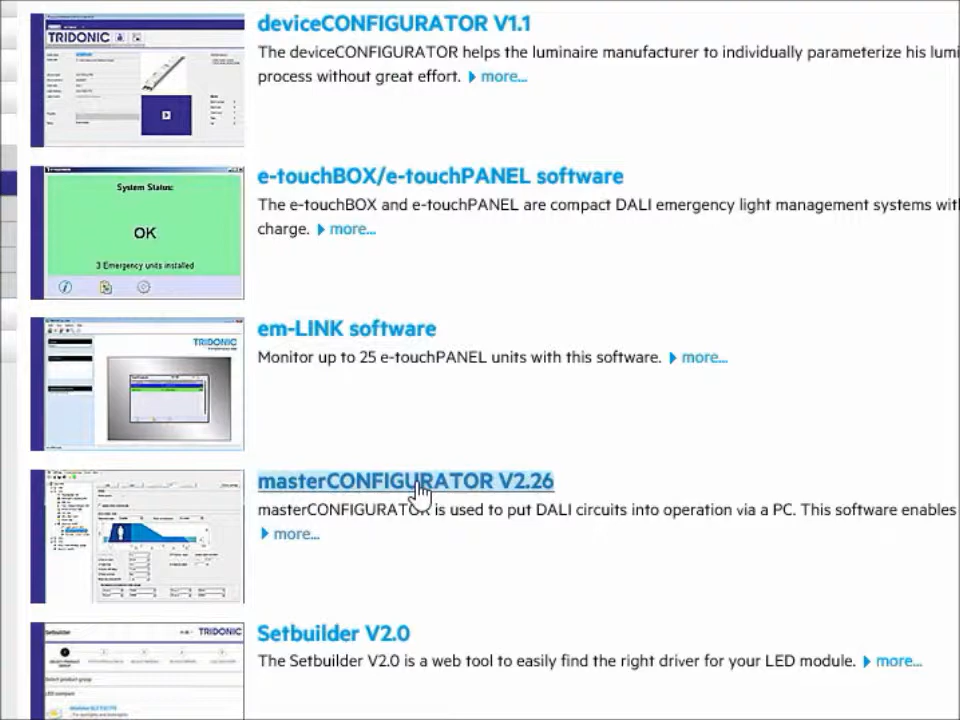 TRIDONIC
deviceCONFIGURATOR V1.1
The deviceCONFIGURATOR helps the luminaire manufacturer to individually parameterize his
process without great effort. more...
System Status:
OK
3 Emergency units installed
e-touchBOX/e-touchPANEL software
The e-touchBOX and e-touchPANEL are compact DALI emergency light management systems
charge. more...
TRIDONIC
em-LINK software
Monitor up to 25 e-touchPANEL units with this software. more...
masterCONFIGURATOR V2.26
masterCONFIGURATOR is used to put DALI circuits into operation via a PC. This software enables
more...
Setbuilder
TRIDONIC
Setbuilder V2.0
The Setbuilder V2.0 is a web tool to easily find the right driver for your LED module. more...